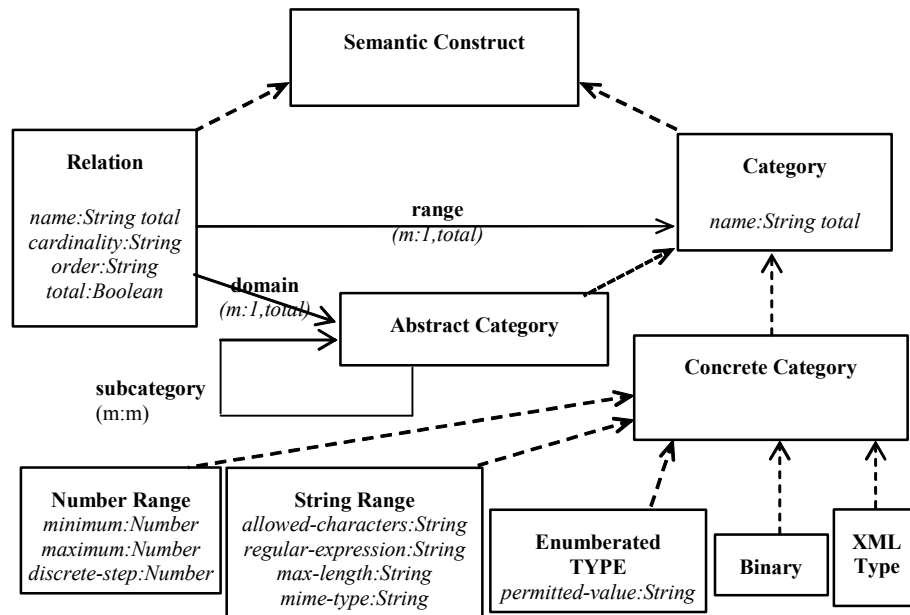 Semantic Construct
Relation
name:String total
cardinality:String
order:String
total:Boolean
Category
name:String total
range
(m:1,total)
domain
(m:1,total)
Abstract Category
subcategory
(m:m)
Concrete Category
Number Range
minimum:Number
maximum:Number
discrete-step:Number
String Range
allowed-characters:String
regular-expression:String
max-length:String
mime-type:String
Enumberated
TYPE
permitted-value:String
Binary
XML
Type